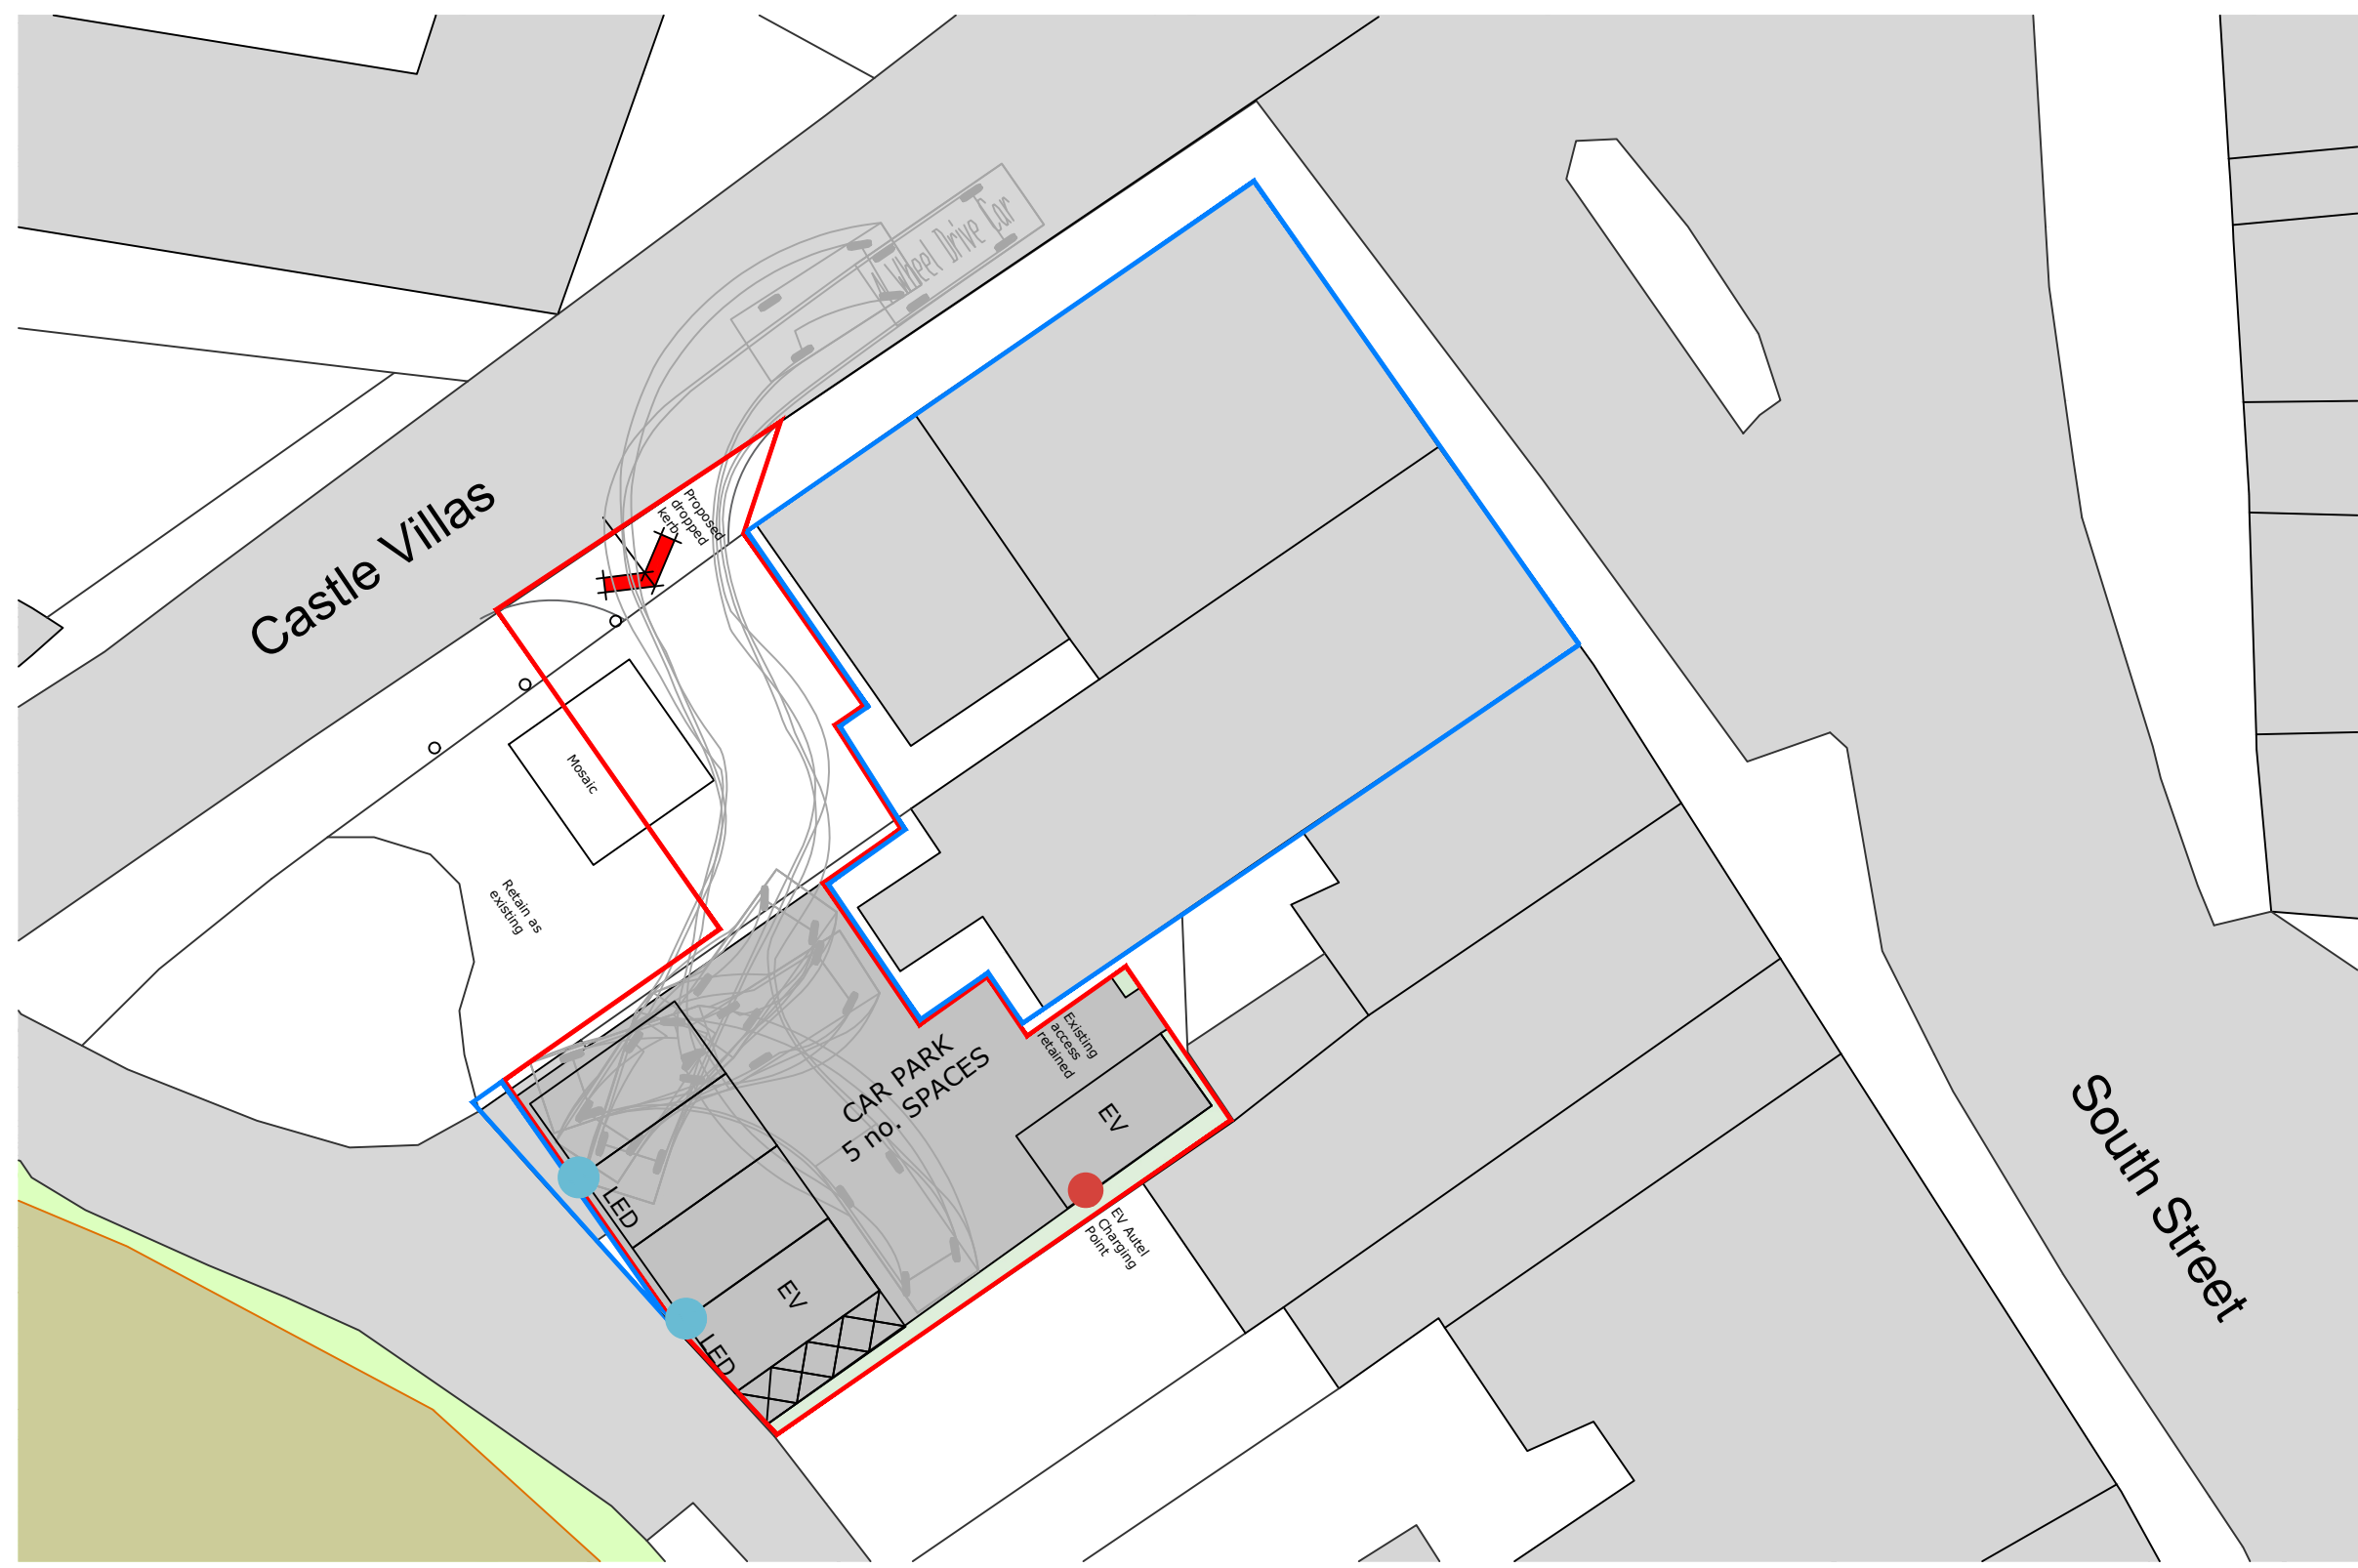 4 Wheel Drive Car
Castle Villas
Proposed
dropped
kerb
Mosaic
Retain as
existing
CAR PARK
5 no. SPACES
Existing
access
retained
EV
EV Autel
Charging
Point
LED
EV
LED
South Street